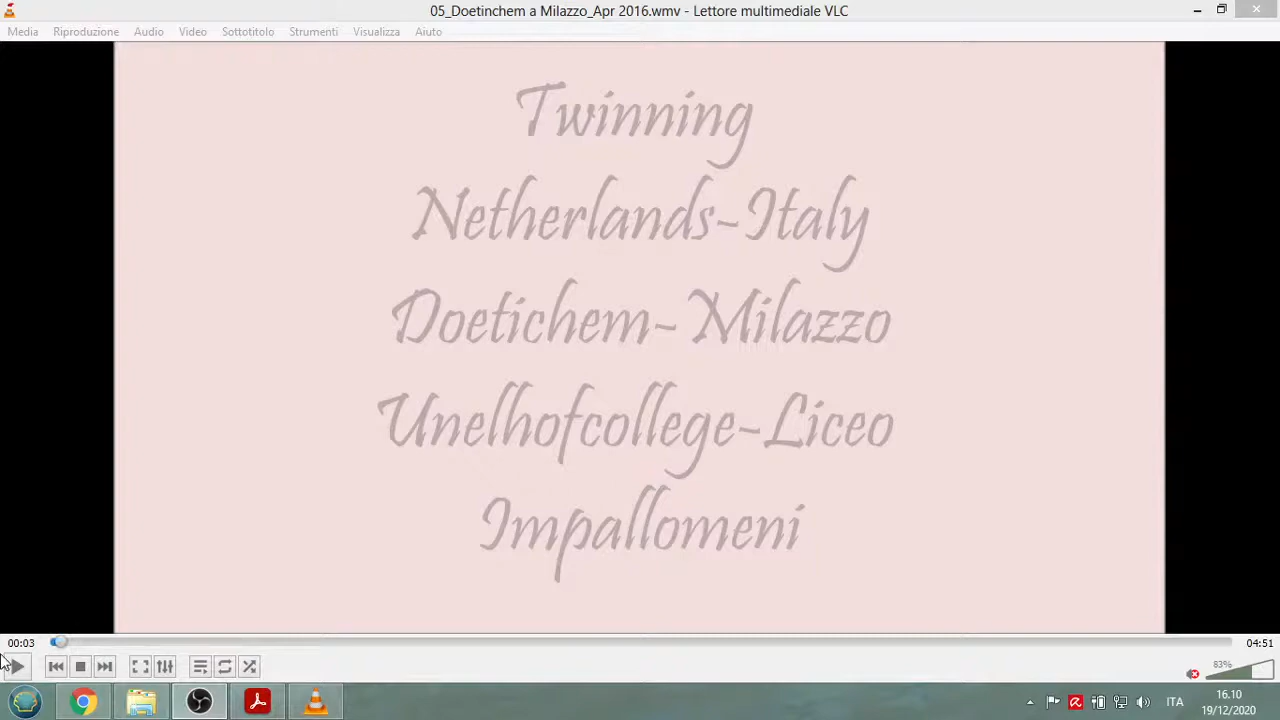 05_Doetinchem a Milazzo_Apr 2016.wmv - Lettore multimediale VLC
Media Riproduzione Audio Video Sottotitolo Strumenti Visualizza Aiuto
Twinning
Netherlands-Italy
Doetichem-Milazzo
Unelhofcollege-Liceo
Impallomeni
00:03 04:51
83%
ITA
16.10
19/12/2020